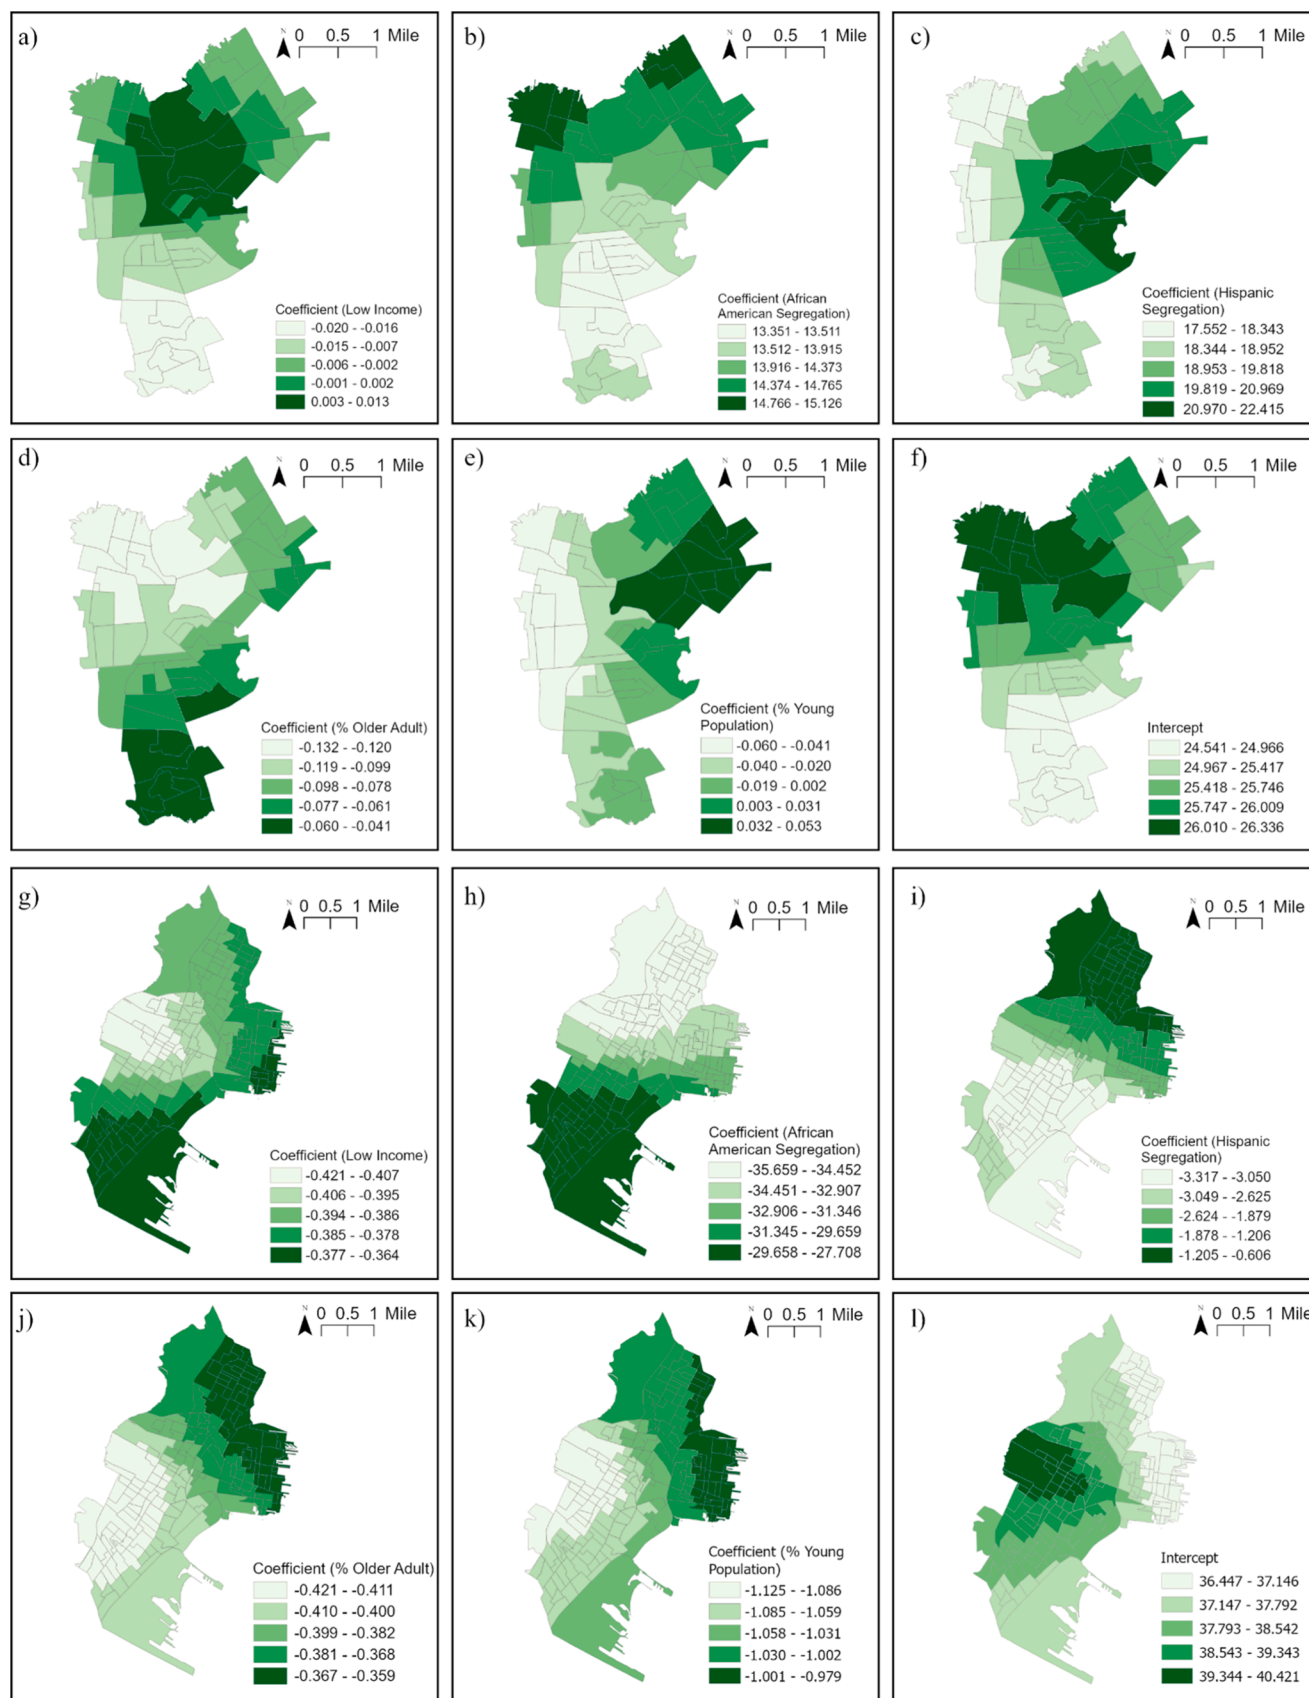 a)
N
0 0.5 1 Mile
Coefficient (Low Income)
-0.020 - -0.016
-0.015 - -0.007
-0.006 - -0.002
-0.001 - 0.002
0.003 - 0.013
b)
N
0 0.5 1 Mile
Coefficient (African
American Segregation)
13.351 - 13.511
13.512 - 13.915
13.916 - 14.373
14.374 - 14.765
14.766 - 15.126
c)
N
0 0.5 1 Mile
Coefficient (Hispanic
Segregation)
17.552 - 18.343
18.344 - 18.952
18.953 - 19.818
19.819 - 20.969
20.970 - 22.415
d)
N
0 0.5 1 Mile
Coefficient (% Older Adult)
-0.132 - -0.120
-0.119 - -0.099
-0.098 - -0.078
-0.077 - -0.061
-0.060 - -0.041
e)
N
0 0.5 1 Mile
Coefficient (% Young
Population)
-0.060 - -0.041
-0.040 - -0.020
-0.019 - 0.002
0.003 - 0.031
0.032 - 0.053
f)
N
0 0.5 1 Mile
Intercept
24.541 - 24.966
24.967 - 25.417
25.418 - 25.746
25.747 - 26.009
26.010 - 26.336
g)
N
0 0.5 1 Mile
Coefficient (Low Income)
-0.421 - -0.407
-0.406 - -0.395
-0.394 - -0.386
-0.385 - -0.378
-0.377 - -0.364
h)
N
0 0.5 1 Mile
Coefficient (African
American Segregation)
-35.659 - -34.452
-34.451 - -32.907
-32.906 - -31.346
-31.345 - -29.659
-29.658 - -27.708
i)
N
0 0.5 1 Mile
Coefficient (Hispanic
Segregation)
-3.317 - -3.050
-3.049 - -2.625
-2.624 - -1.879
-1.878 - -1.206
-1.205 - -0.606
j)
N
0 0.5 1 Mile
Coefficient (% Older Adult)
-0.421 - -0.411
-0.410 - -0.400
-0.399 - -0.382
-0.381 - -0.368
-0.367 - -0.359
k)
N
0 0.5 1 Mile
Coefficient (% Young
Population)
-1.125 - -1.086
-1.085 - -1.059
-1.058 - -1.031
-1.030 - -1.002
-1.001 - -0.979
l)
N
0 0.5 1 Mile
Intercept
36.447 - 37.146
37.147 - 37.792
37.793 - 38.542
38.543 - 39.343
39.344 - 40.421